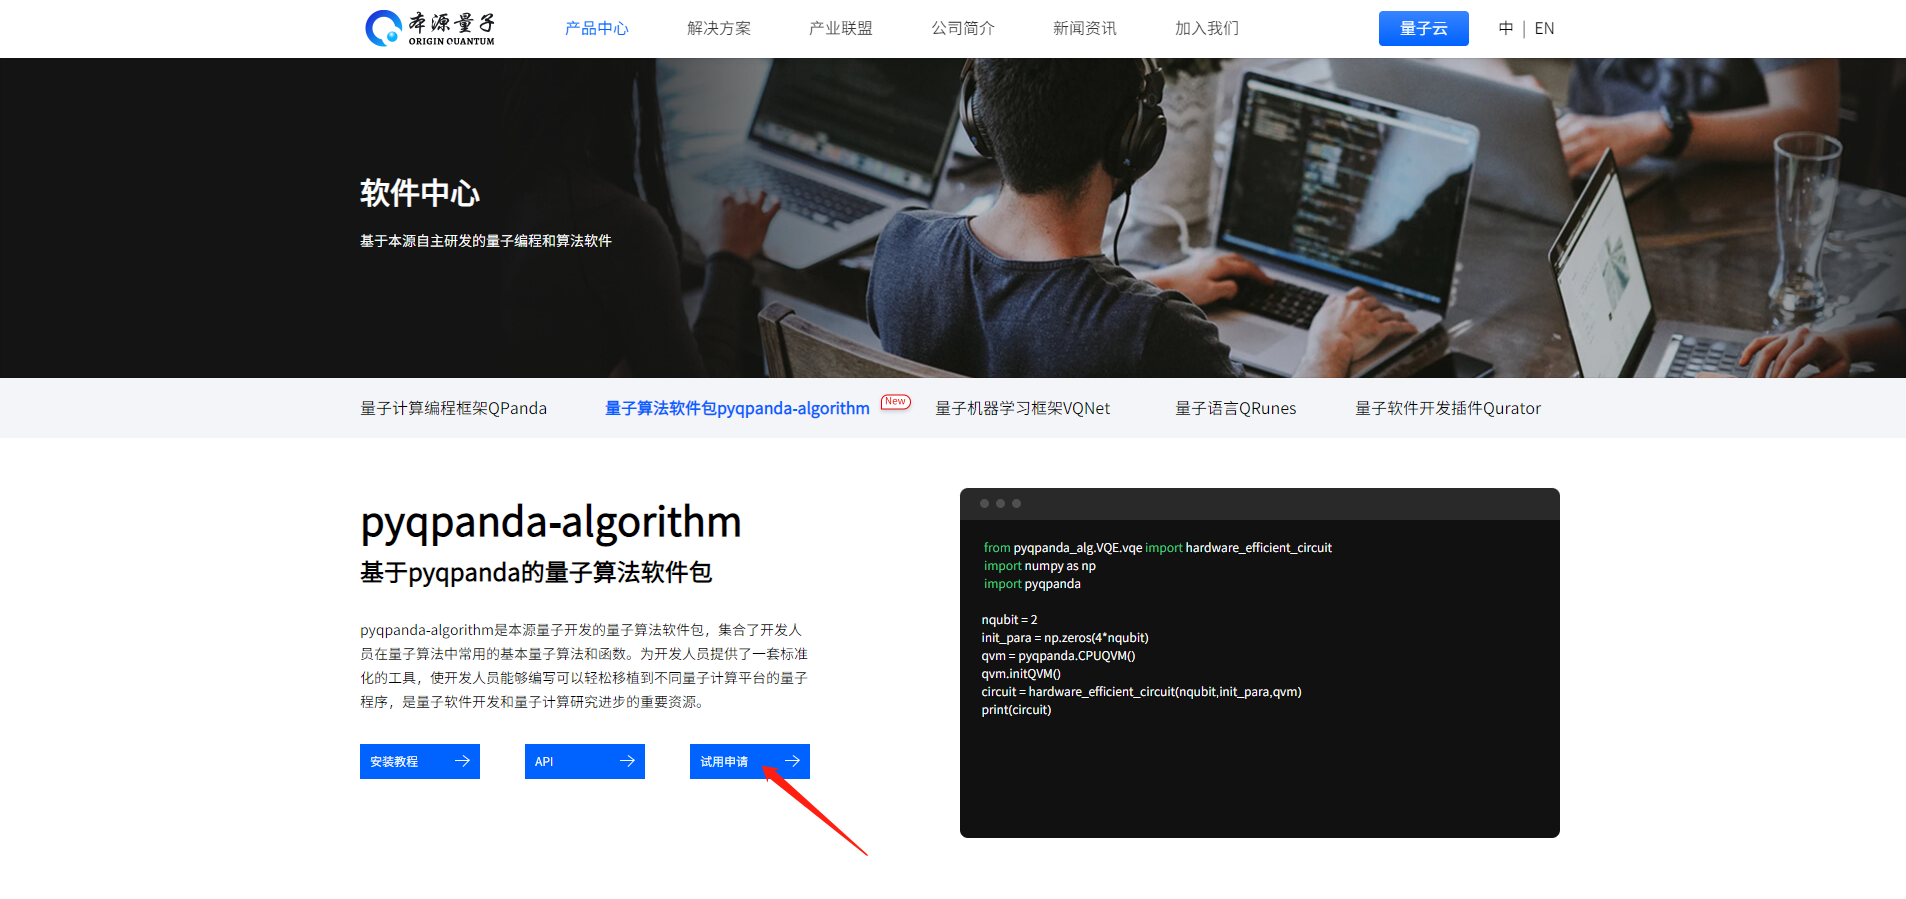 本源量子
ORIGIN QUANTUM
产品中心
解决方案
产业联盟
公司简介
新闻资讯
加入我们
量子云
中 | EN
软件中心
基于本源自主研发的量子编程和算法软件
量子计算编程框架QPanda
量子算法软件包pyqpanda-algorithm
New
量子机器学习框架VQNet
量子语言QRunes
量子软件开发插件Qurator
pyqpanda-algorithm
基于pyqpanda的量子算法软件包
pyqpanda-algorithm是本源量子开发的量子算法软件包，集合了开发人
员在量子算法中常用的基本量子算法和函数。为开发人员提供了一套标准
化的工具，使开发人员能够编写可以轻松移植到不同量子计算平台的量子
程序，是量子软件开发和量子计算研究进步的重要资源。
安装教程
API
试用申请
from pyqpanda_alg.VQE.vqe import hardware_efficient_circuit
import numpy as np
import pyqpanda
nqubit = 2
init_para = np.zeros(4*nqubit)
qvm = pyqpanda.CPUQVM()
qvm.initQVM()
circuit = hardware_efficient_circuit(nqubit,init_para,qvm)
print(circuit)